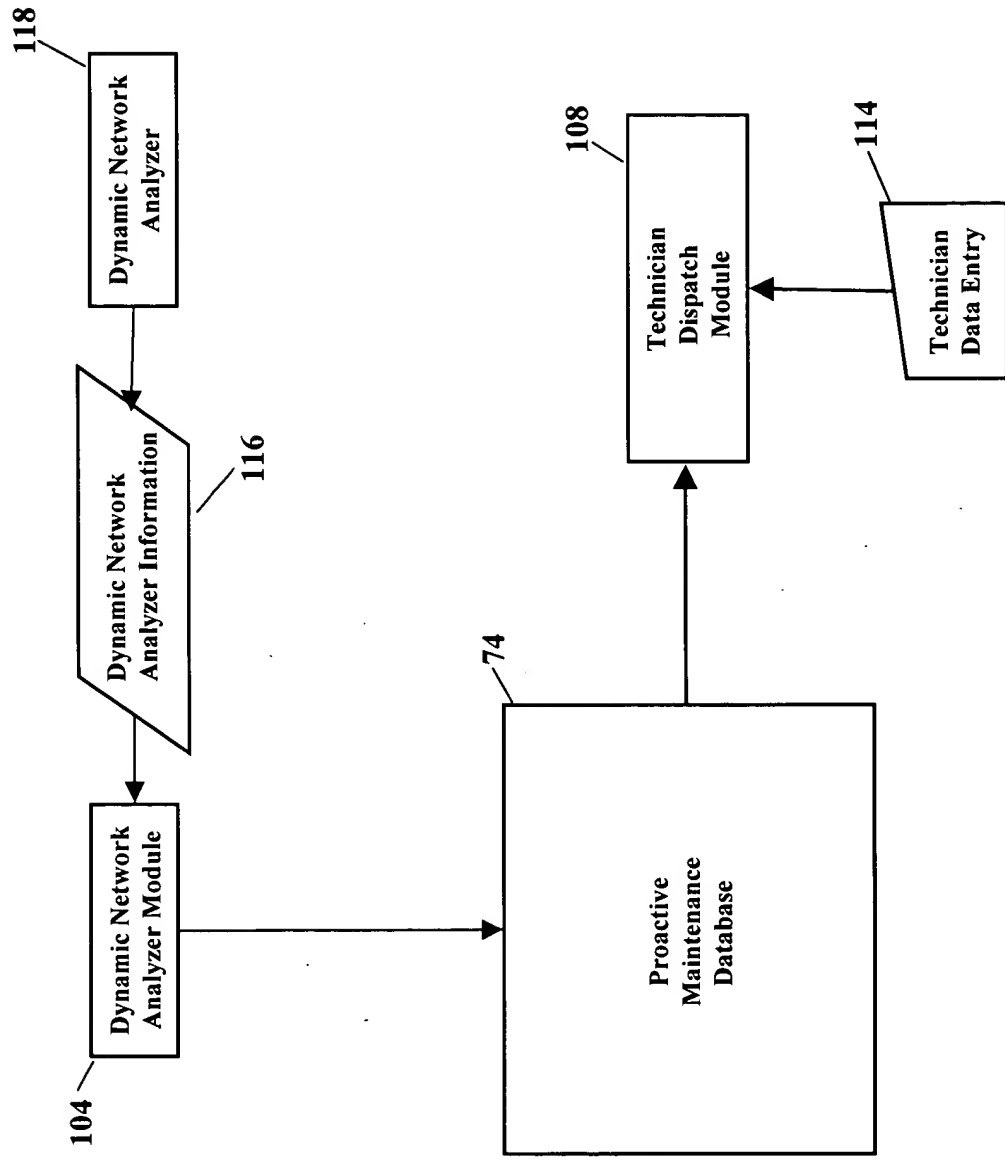 104
Dynamic Network
Analyzer Module
Dynamic Network
Analyzer Information
116
Dynamic Network
Analyzer
118
Proactive
Maintenance
Database
74
Technician
Dispatch
Module
108
Technician
Data Entry
114